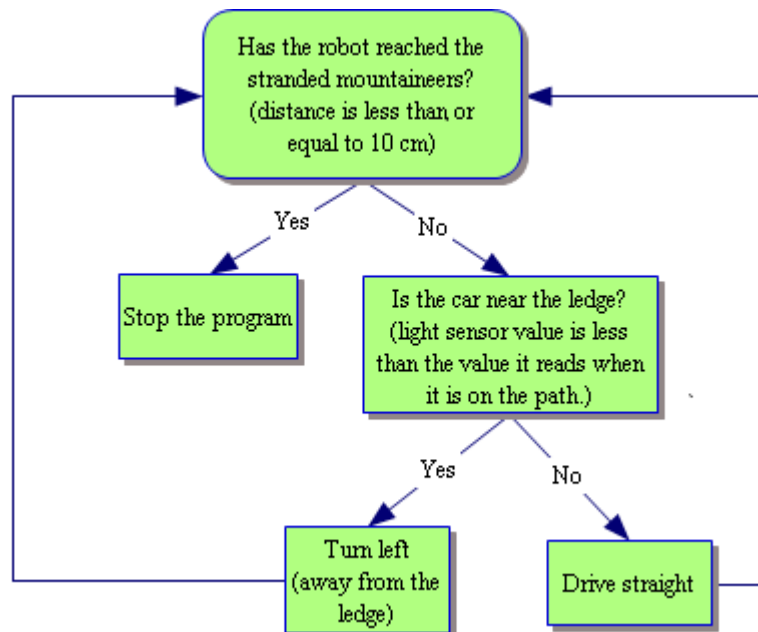 Has the robot reached the
stranded mountaineers?
(distance is less than or
equal to 10 cm)
Yes
No
Stop the program
Is the car near the ledge?
(light sensor value is less
than the value it reads when
it is on the path.)
Yes
No
Turn left
(away from the
ledge)
Drive straight